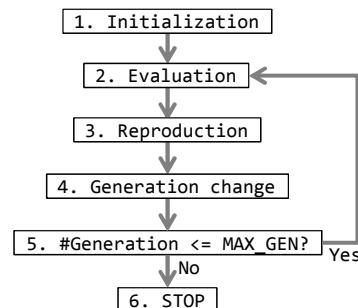 1. Initialization
2. Evaluation
3. Reproduction
4. Generation change
5. #Generation <= MAX_GEN?
Yes
No
6. STOP